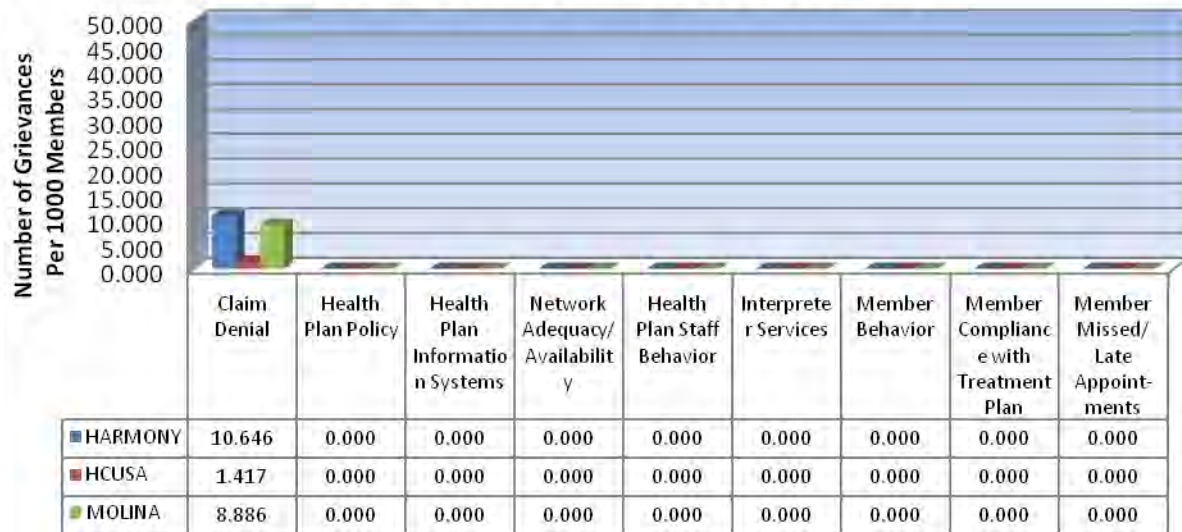 Number of Grievances
Per 1000 Members
50.000
45.000
40.000
35.000
30.000
25.000
20.000
15.000
10.000
5.000
0.000
Claim
Denial
Health
Plan Policy
Health
Plan
Informatio
n Systems
Network
Adequacy/
Availabilit
y
Health
Plan Staff
Behavior
Interprete
r Services
Member
Behavior
Member
Complianc
e with
Treatment
Plan
Member
Missed/
Late
Appoint-
ments
HARMONY 10.646 0.000 0.000 0.000 0.000 0.000 0.000 0.000 0.000
HCUSA 1.417 0.000 0.000 0.000 0.000 0.000 0.000 0.000 0.000
MOLINA 8.886 0.000 0.000 0.000 0.000 0.000 0.000 0.000 0.000